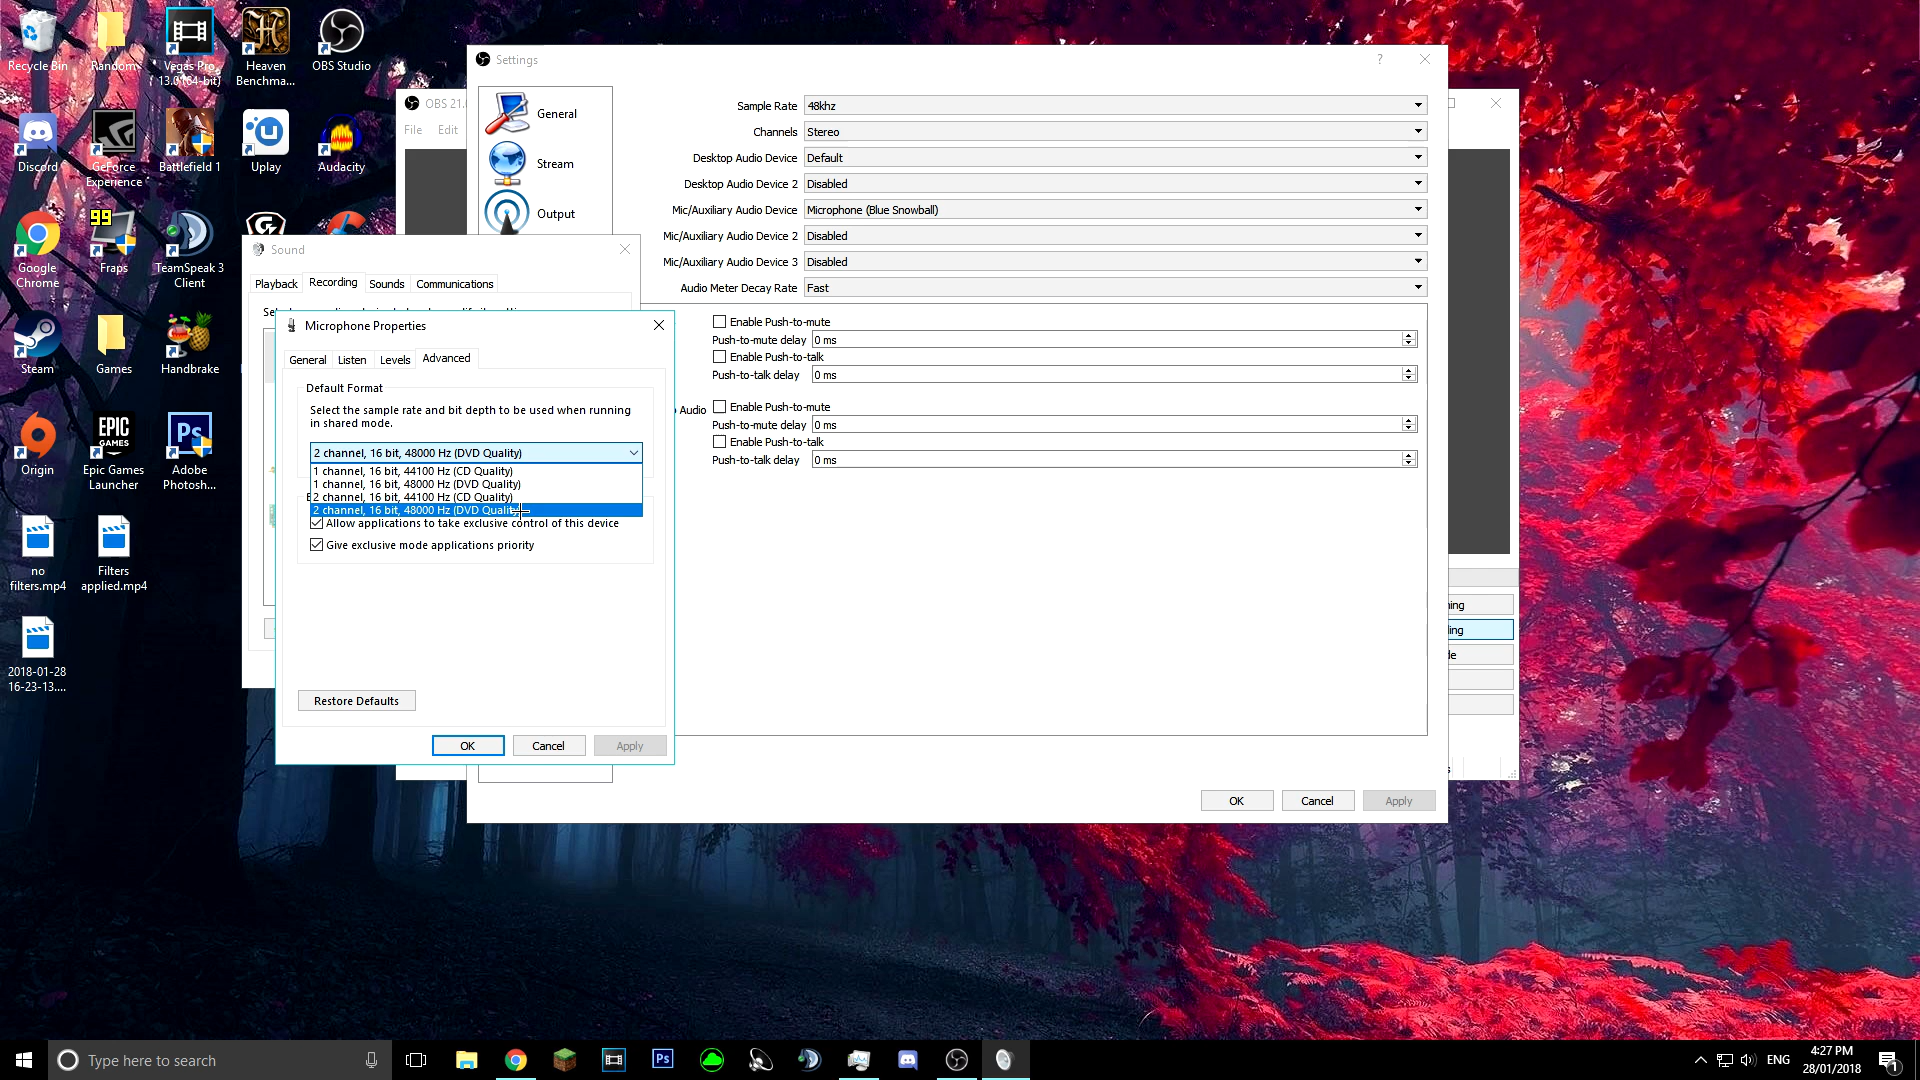 Recycle Bin
Random
Vegas Pro
13.0 (64-bit)
Heaven
Benchma...
OBS Studio
Discord
GeForce
Experience
Battlefield 1
Uplay
Audacity
Google
Chrome
99
Fraps
TeamSpeak 3
Client
Steam
Games
Handbrake
Origin
EPIC
GAMES
Epic Games
Launcher
Ps
Adobe
Photosh...
no
filters.mp4
Filters
applied.mp4
2018-01-28
16-23-13....
OBS 21.
File
Edit
Settings
?
General
Stream
Output
Sample Rate
48khz
Channels
Stereo
Desktop Audio Device
Default
Desktop Audio Device 2
Disabled
Mic/Auxiliary Audio Device
Microphone (Blue Snowball)
Mic/Auxiliary Audio Device 2
Disabled
Mic/Auxiliary Audio Device 3
Disabled
Audio Meter Decay Rate
Fast
Enable Push-to-mute
Push-to-mute delay
0 ms
Enable Push-to-talk
Push-to-talk delay
0 ms
Audio
Enable Push-to-mute
Push-to-mute delay
0 ms
Enable Push-to-talk
Push-to-talk delay
0 ms
OK
Cancel
Apply
Sound
Playback
Recording
Sounds
Communications
Microphone Properties
General
Listen
Levels
Advanced
Default Format
Select the sample rate and bit depth to be used when running
in shared mode.
2 channel, 16 bit, 48000 Hz (DVD Quality)
1 channel, 16 bit, 44100 Hz (CD Quality)
1 channel, 16 bit, 48000 Hz (DVD Quality)
2 channel, 16 bit, 44100 Hz (CD Quality)
2 channel, 16 bit, 48000 Hz (DVD Quality)
Allow applications to take exclusive control of this device
Give exclusive mode applications priority
Restore Defaults
OK
Cancel
Apply
Type here to search
Ps
ENG
4:27 PM
28/01/2018
1